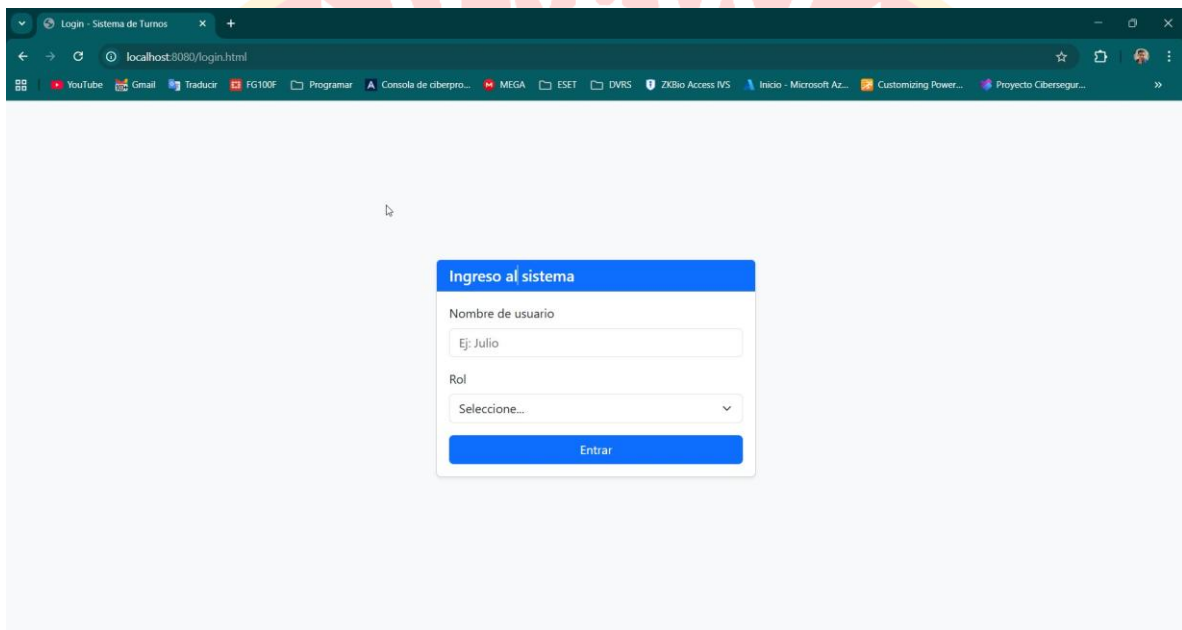 Login - Sistema de Turnos
localhost:8080/login.html
YouTube Gmail Traducir FG100F Programar Consola de ciberpro... MEGA ESET DVRS ZKBio Access IVS Inicio - Microsoft Az... Customizing Power... Proyecto Cibersegur...
Ingreso al sistema
Nombre de usuario
Ej: Julio
Rol
Seleccione...
Entrar